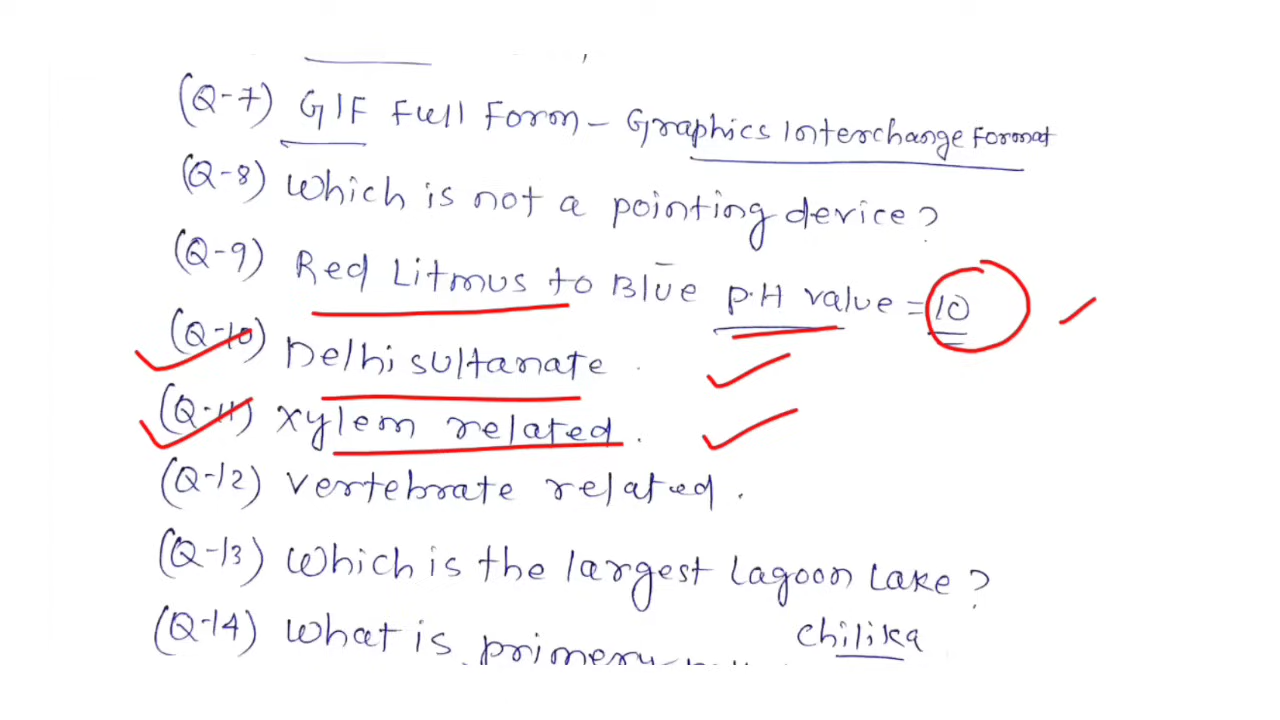 (Q-7) GIF Full Form - Graphics Interchange Format
(Q-8) Which is not a pointing device?
(Q-9) Red Litmus to Blue P.H value = 10
(Q-10) Delhi sultanate.
(Q-11) Xylem related.
(Q-12) Vertebrate related.
(Q-13) Which is the largest Lagoon Lake?
Chilika
(Q-14) What is primery